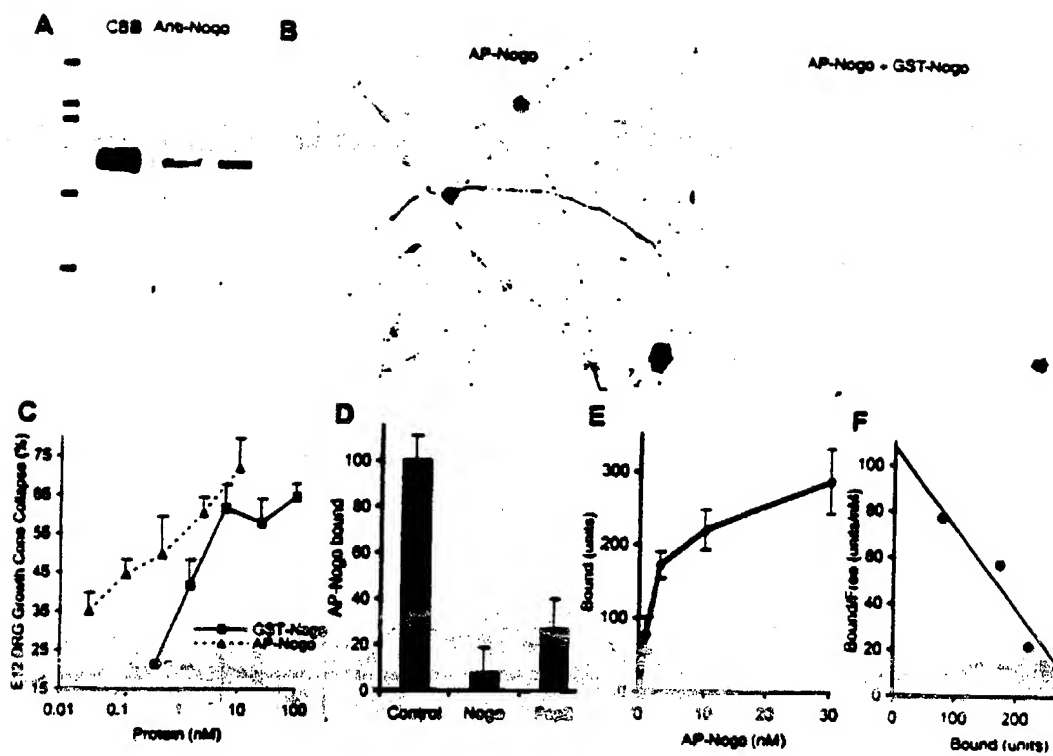 A
CBB Anti-Nogo
B
AP-Nogo
AP-Nogo + GST-Nogo
C
E12 DRG Growth Cone Collapse (%)
75
65
55
45
35
25
15
0.01 0.1 1 10 100
Protein (nM)
GST-Nogo
AP-Nogo
D
AP-Nogo bound
100
80
60
40
20
0
Control Nogo
E
Bound (units)
300
200
100
0
0 10 20 30
AP-Nogo (nM)
F
Bound/Free (units/nM)
100
80
60
40
20
0
0 100 200
Bound (units)